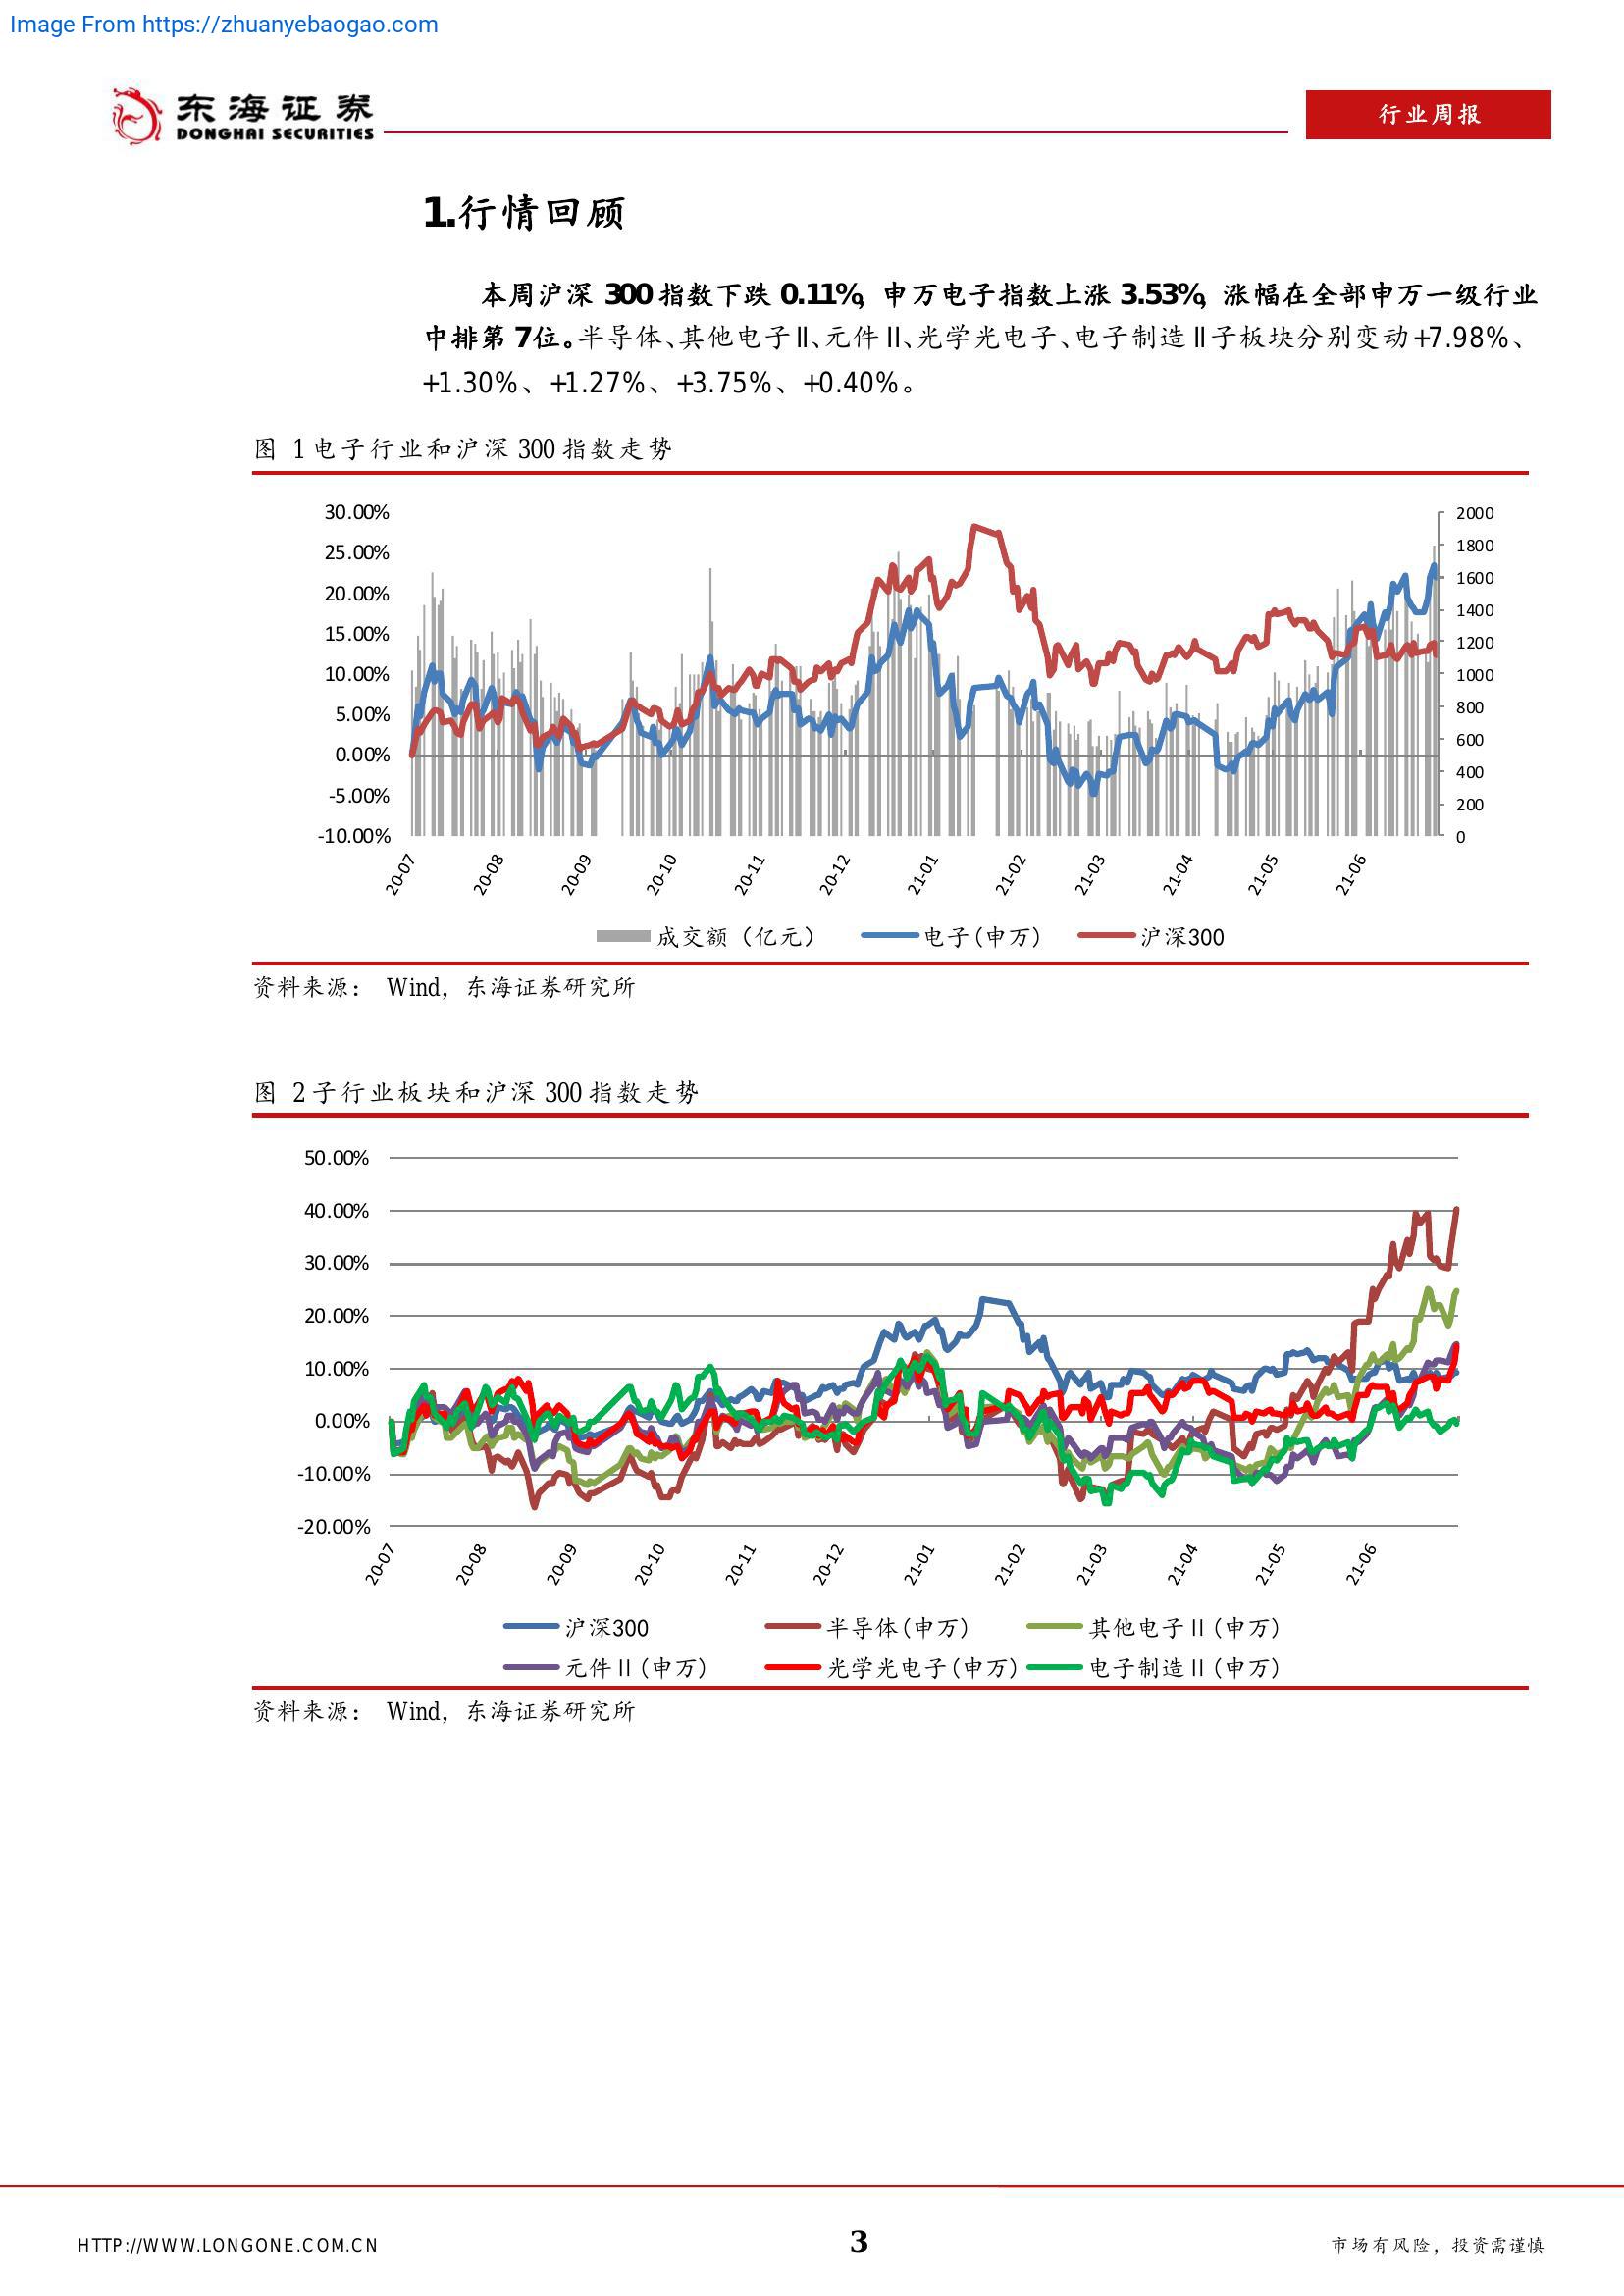 Image From https://zhuanyebaogao.com
东海证券
DONGHAI SECURITIES
行业周报
1.行情回顾
本周沪深 300 指数下跌 0.11%，申万电子指数上涨 3.53%，涨幅在全部申万一级行业
中排第 7位。半导体、其他电子Ⅱ、元件Ⅱ、光学光电子、电子制造Ⅱ子板块分别变动+7.98%、
+1.30%、+1.27%、+3.75%、+0.40%。
图 1 电子行业和沪深 300 指数走势
30.00%
25.00%
20.00%
15.00%
10.00%
5.00%
0.00%
-5.00%
-10.00%
2000
1800
1600
1400
1200
1000
800
600
400
200
0
20-07 20-08 20-09 20-10 20-11 20-12 21-01 21-02 21-03 21-04 21-05 21-06
成交额（亿元） 电子(申万) 沪深300
资料来源： Wind，东海证券研究所
图 2 子行业板块和沪深 300 指数走势
50.00%
40.00%
30.00%
20.00%
10.00%
0.00%
-10.00%
-20.00%
20-07 20-08 20-09 20-10 20-11 20-12 21-01 21-02 21-03 21-04 21-05 21-06
沪深300 半导体(申万) 其他电子Ⅱ(申万)
元件Ⅱ(申万) 光学光电子(申万) 电子制造Ⅱ(申万)
资料来源： Wind，东海证券研究所
HTTP://WWW.LONGONE.COM.CN 3 市场有风险，投资需谨慎